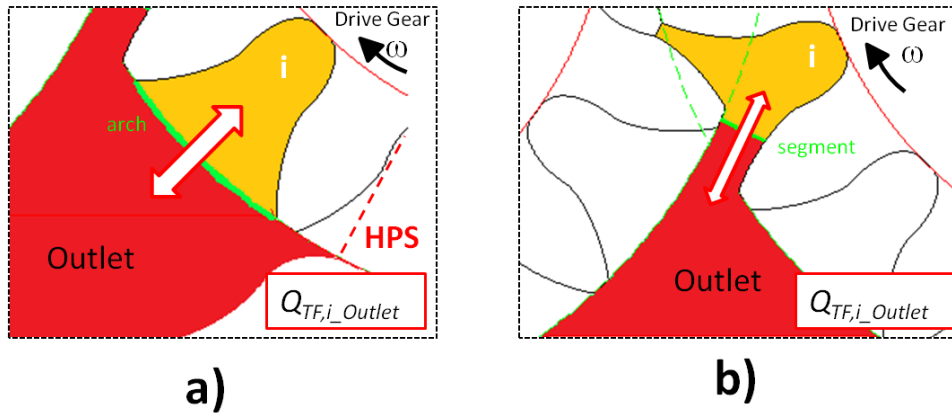 Drive Gear
ω
i
arch
HPS
Outlet
Q_TF,i_Outlet
a)
Drive Gear
ω
i
segment
Outlet
Q_TF,i_Outlet
b)